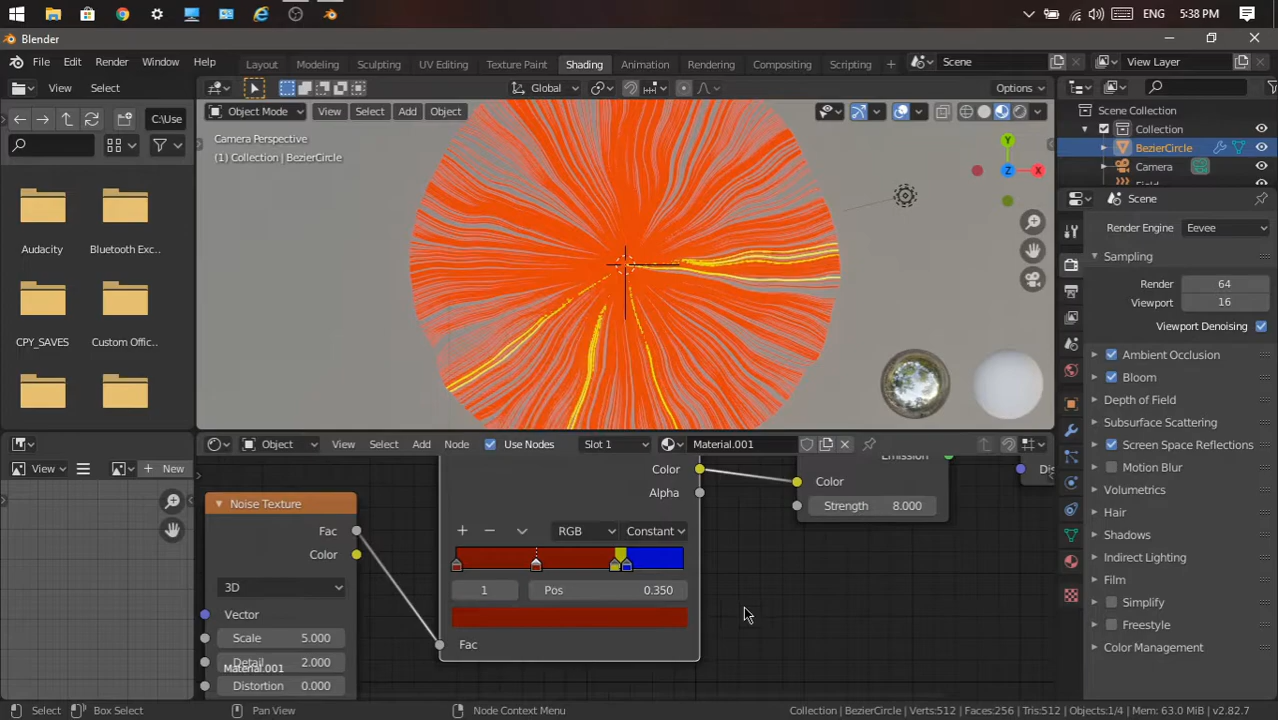 ENG 5:38 PM
Blender
File Edit Render Window Help Layout Modeling Sculpting UV Editing Texture Paint Shading Animation Rendering Compositing Scripting Scene View Layer
View Select Global Options
Object Mode View Select Add Object
C:\Use
Camera Perspective
(1) Collection | BezierCircle
Y
Z X
Scene Collection
Collection
BezierCircle
Camera
Scene
Render Engine Eevee
Sampling
Render 64
Viewport 16
Viewport Denoising
Ambient Occlusion
Bloom
Depth of Field
Subsurface Scattering
Screen Space Reflections
Motion Blur
Volumetrics
Hair
Shadows
Indirect Lighting
Film
Simplify
Freestyle
Color Management
Audacity Bluetooth Exc...
CPY_SAVES Custom Offic...
View New
Object View Select Add Node Use Nodes Slot 1 Material.001
Noise Texture
Fac
Color
3D
Vector
Scale 5.000
Detail 2.000
Material.001
Distortion 0.000
Color
Alpha
RGB Constant
1 Pos 0.350
Fac
Emission
Color
Strength 8.000
Select Box Select Pan View Node Context Menu Collection | BezierCircle | Verts:512 | Faces:256 | Tris:512 | Objects:1/4 | Mem: 63.0 MiB | v2.82.7